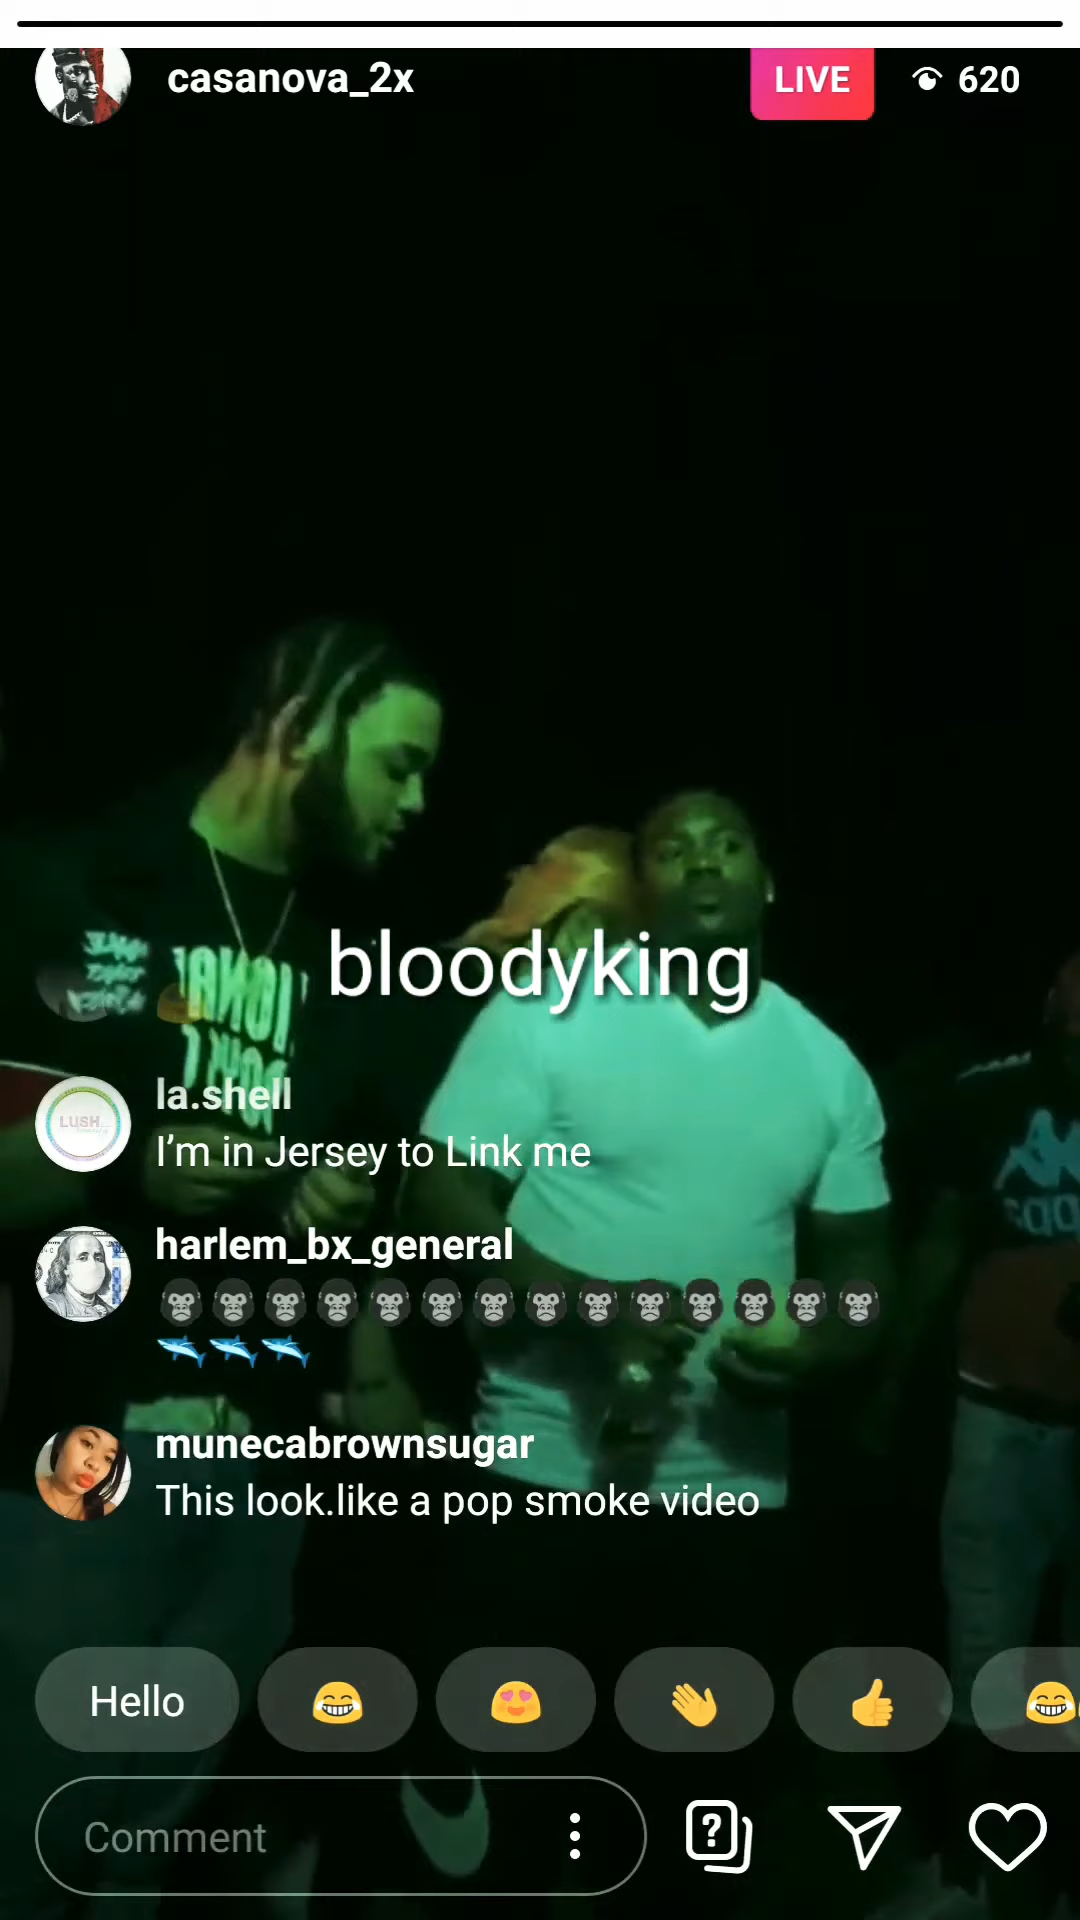 casanova_2x
LIVE
620
bloodyking
la.shell
LUSH
I’m in Jersey to Link me
harlem_bx_general
🦍🦍🦍🦍🦍🦍🦍🦍🦍🦍🦍🦍🦍🦍
🦈🦈🦈
munecabrownsugar
This look.like a pop smoke video
Hello 😂 😍 👋 👍 😂
Comment